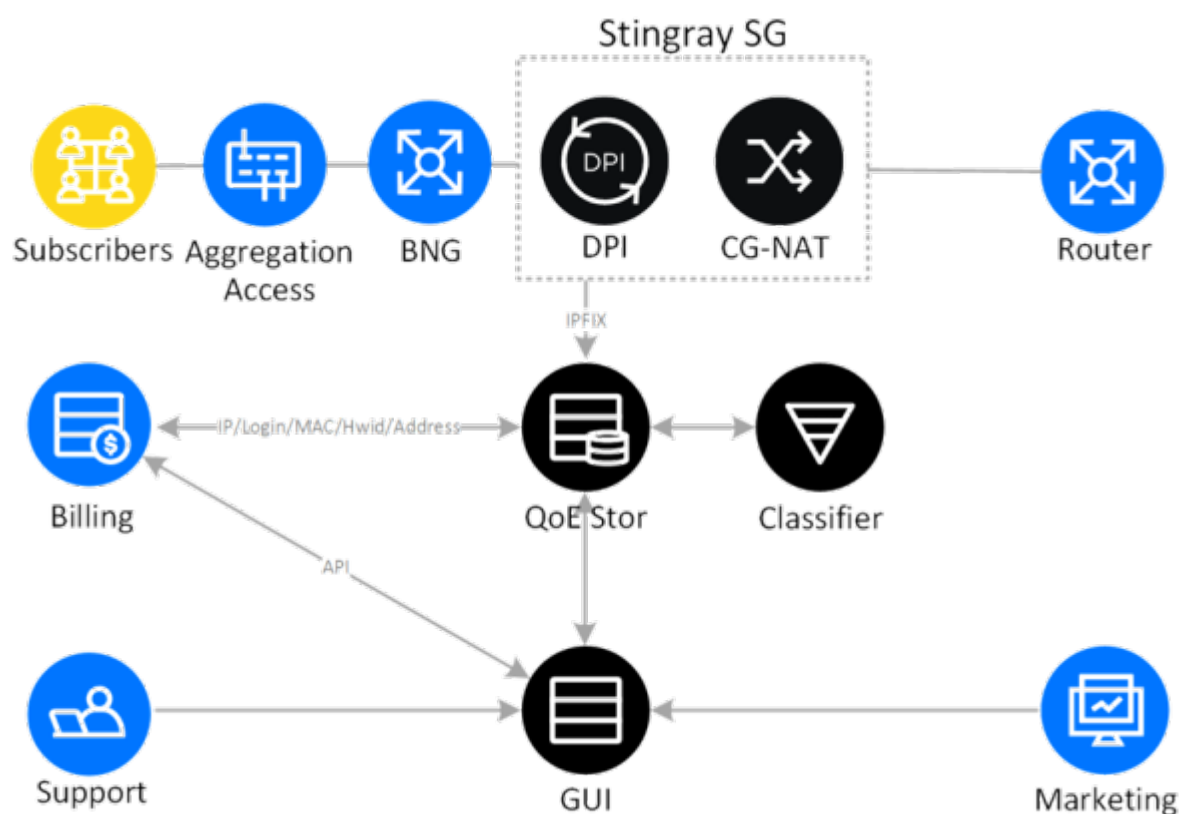 Stingray SG
DPI
Subscribers
Aggregation
Access
BNG
DPI
CG-NAT
Router
IPFIX
$
IP/Login/MAC/Hwid/Address
Billing
QoE Stor
Classifier
API
Support
GUI
Marketing